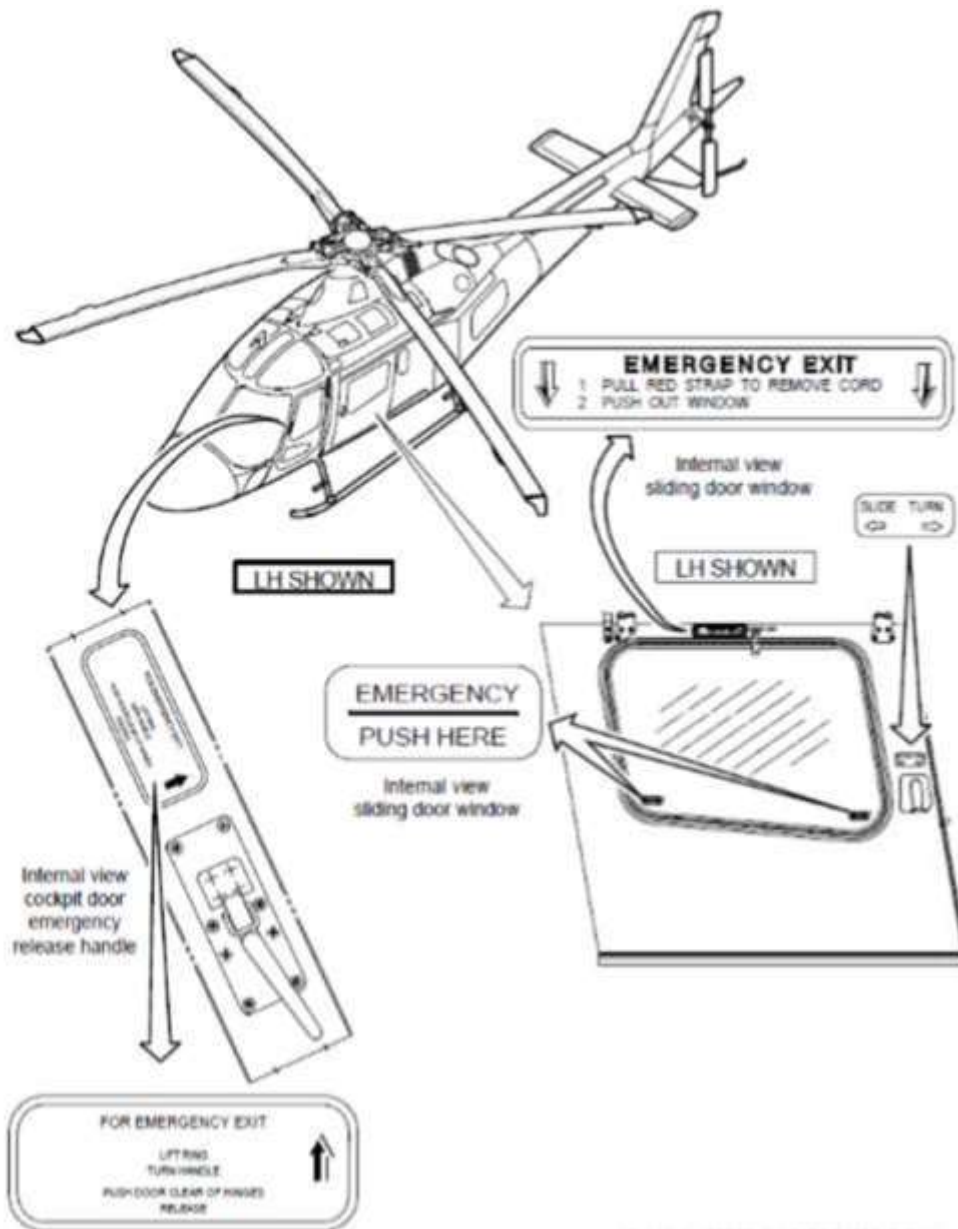 EMERGENCY EXIT
1 PULL RED STRAP TO REMOVE CORD
2 PUSH OUT WINDOW
Internal view
sliding door window
SLIDE TURN
LH SHOWN
LH SHOWN
EMERGENCY
PUSH HERE
Internal view
sliding door window
Internal view
cockpit door
emergency
release handle
FOR EMERGENCY EXIT
LIFT RING
TURN HANDLE
PUSH DOOR CLEAR OF HINGES
RELEASE